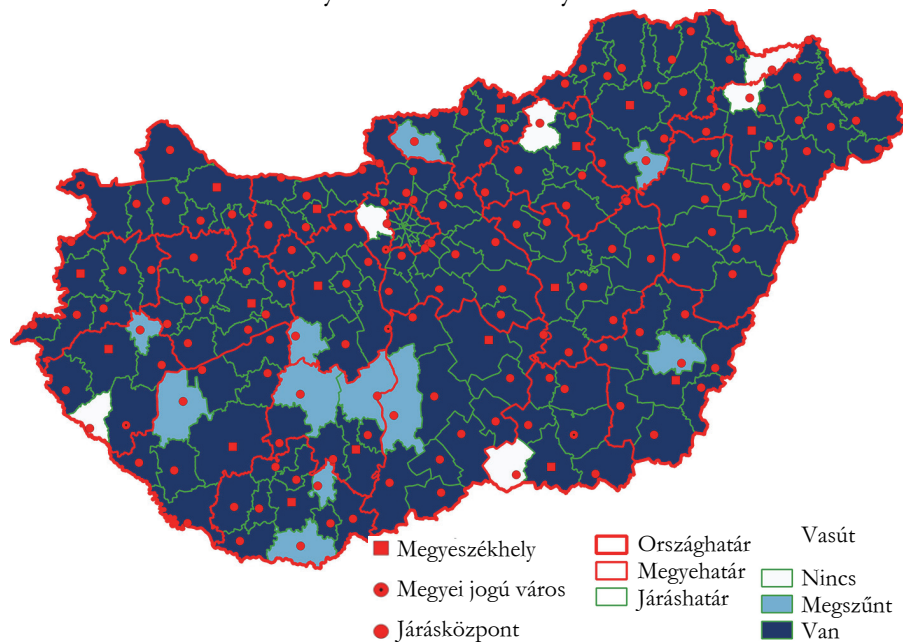 Megyeszékhely
Megyei jogú város
Járásközpont
Országhatár
Megyehatár
Járáshatár
Vasút
Nincs
Megszűnt
Van